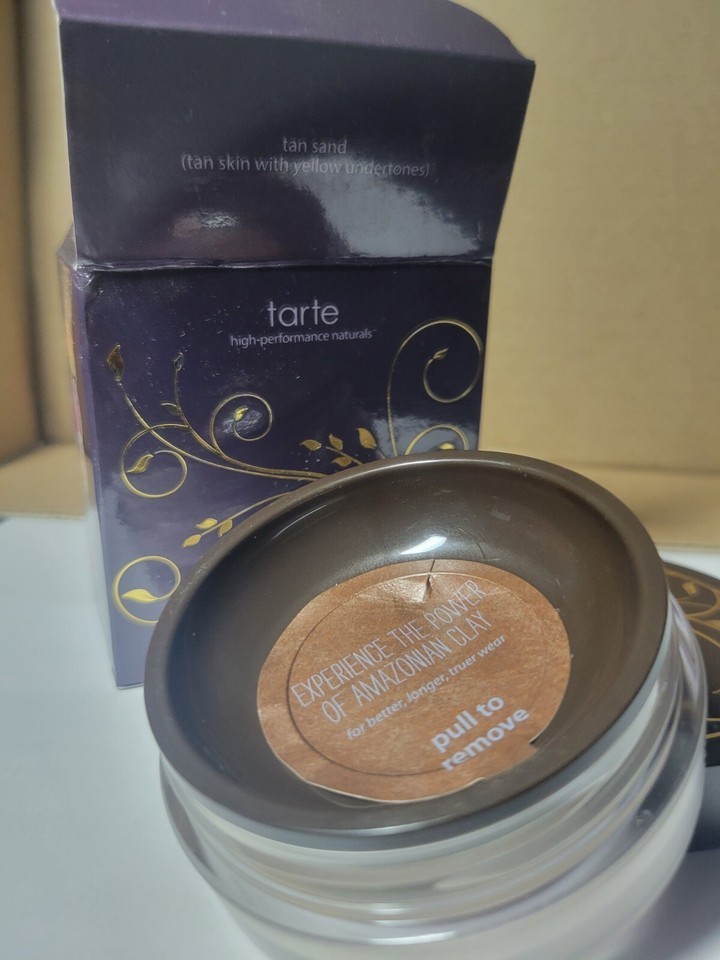 tan sand
(tan skin with yellow undertones)
tarte
high-performance naturals™
EXPERIENCE THE POWER
OF AMAZONIAN CLAY
for better, longer, truer wear
pull to
remove